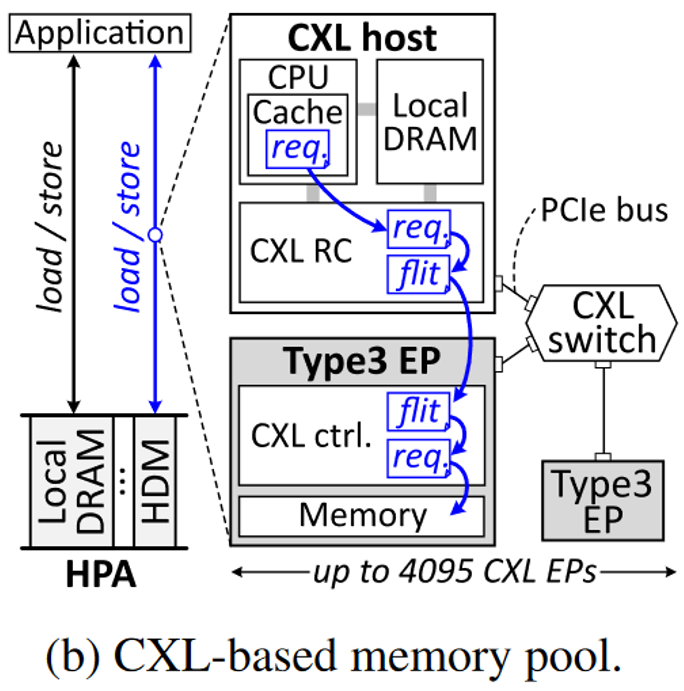 Application
load / store
load / store
Local
DRAM
...
HDM
HPA
CXL host
CPU
Cache
req.
Local
DRAM
CXL RC
req.
flit
PCIe bus
CXL
switch
Type3 EP
CXL ctrl.
flit
req.
Memory
Type3
EP
up to 4095 CXL EPs
(b) CXL-based memory pool.